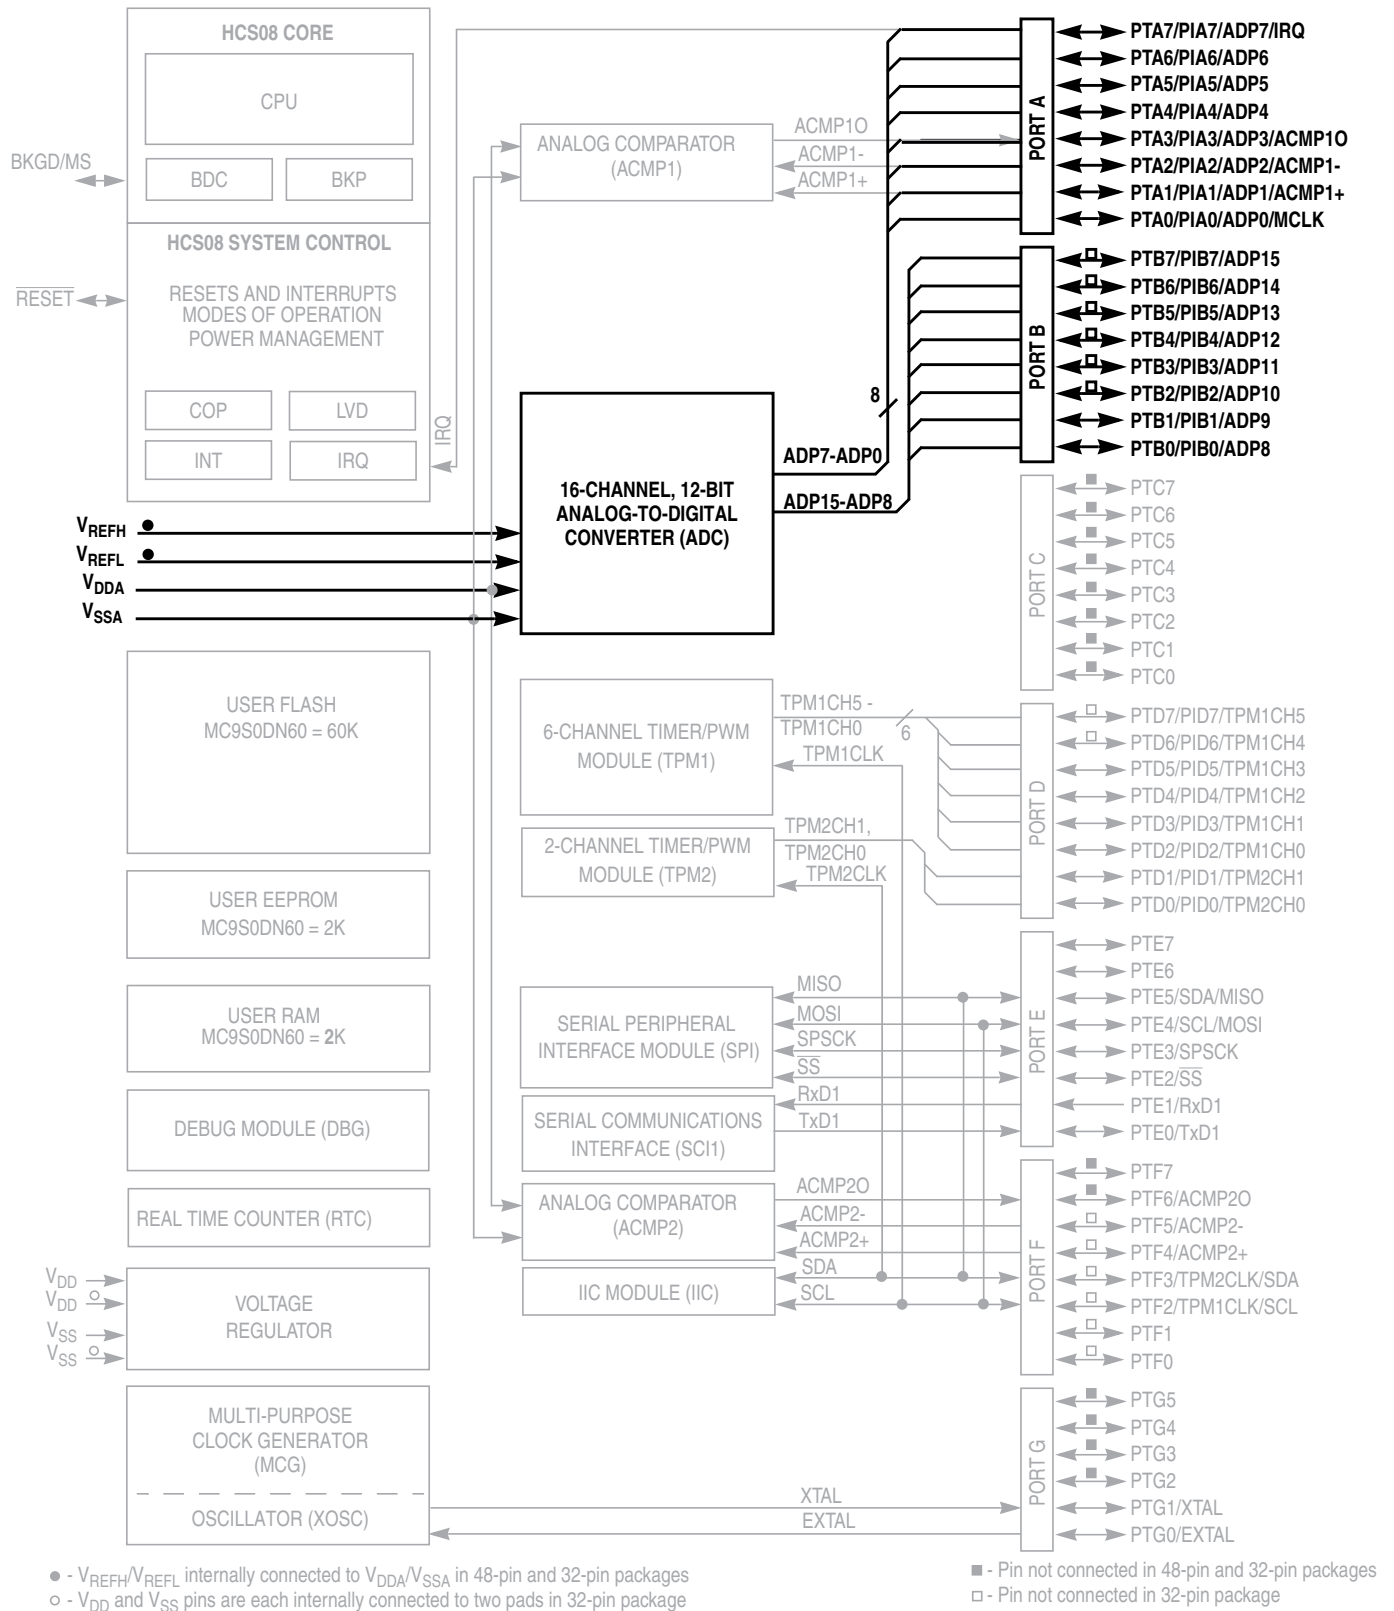 HCS08 CORE
CPU
BDC
BKP
BKGD/MS
HCS08 SYSTEM CONTROL
RESETS AND INTERRUPTS
MODES OF OPERATION
POWER MANAGEMENT
RESET
COP
LVD
INT
IRQ
IRQ
ANALOG COMPARATOR
(ACMP1)
ACMP1O
ACMP1-
ACMP1+
PORT A
PTA7/PIA7/ADP7/IRQ
PTA6/PIA6/ADP6
PTA5/PIA5/ADP5
PTA4/PIA4/ADP4
PTA3/PIA3/ADP3/ACMP1O
PTA2/PIA2/ADP2/ACMP1-
PTA1/PIA1/ADP1/ACMP1+
PTA0/PIA0/ADP0/MCLK
PORT B
PTB7/PIB7/ADP15
PTB6/PIB6/ADP14
PTB5/PIB5/ADP13
PTB4/PIB4/ADP12
PTB3/PIB3/ADP11
PTB2/PIB2/ADP10
PTB1/PIB1/ADP9
PTB0/PIB0/ADP8
8
ADP7-ADP0
ADP15-ADP8
16-CHANNEL, 12-BIT
ANALOG-TO-DIGITAL
CONVERTER (ADC)
VREFH
VREFL
VDDA
VSSA
PORT C
PTC7
PTC6
PTC5
PTC4
PTC3
PTC2
PTC1
PTC0
USER FLASH
MC9S0DN60 = 60K
6-CHANNEL TIMER/PWM
MODULE (TPM1)
TPM1CH5 -
TPM1CH0
6
TPM1CLK
PORT D
PTD7/PID7/TPM1CH5
PTD6/PID6/TPM1CH4
PTD5/PID5/TPM1CH3
PTD4/PID4/TPM1CH2
PTD3/PID3/TPM1CH1
PTD2/PID2/TPM1CH0
PTD1/PID1/TPM2CH1
PTD0/PID0/TPM2CH0
2-CHANNEL TIMER/PWM
MODULE (TPM2)
TPM2CH1,
TPM2CH0
TPM2CLK
USER EEPROM
MC9S0DN60 = 2K
USER RAM
MC9S0DN60 = 2K
SERIAL PERIPHERAL
INTERFACE MODULE (SPI)
MISO
MOSI
SPSCK
SS
PORT E
PTE7
PTE6
PTE5/SDA/MISO
PTE4/SCL/MOSI
PTE3/SPSCK
PTE2/SS
PTE1/RxD1
PTE0/TxD1
DEBUG MODULE (DBG)
SERIAL COMMUNICATIONS
INTERFACE (SCI1)
RxD1
TxD1
REAL TIME COUNTER (RTC)
ANALOG COMPARATOR
(ACMP2)
ACMP2O
ACMP2-
ACMP2+
IIC MODULE (IIC)
SDA
SCL
PORT F
PTF7
PTF6/ACMP2O
PTF5/ACMP2-
PTF4/ACMP2+
PTF3/TPM2CLK/SDA
PTF2/TPM1CLK/SCL
PTF1
PTF0
VDD
VDD
VSS
VSS
VOLTAGE
REGULATOR
MULTI-PURPOSE
CLOCK GENERATOR
(MCG)
OSCILLATOR (XOSC)
XTAL
EXTAL
PORT G
PTG5
PTG4
PTG3
PTG2
PTG1/XTAL
PTG0/EXTAL
● - VREFH/VREFL internally connected to VDDA/VSSA in 48-pin and 32-pin packages
○ - VDD and VSS pins are each internally connected to two pads in 32-pin package
■ - Pin not connected in 48-pin and 32-pin packages
□ - Pin not connected in 32-pin package